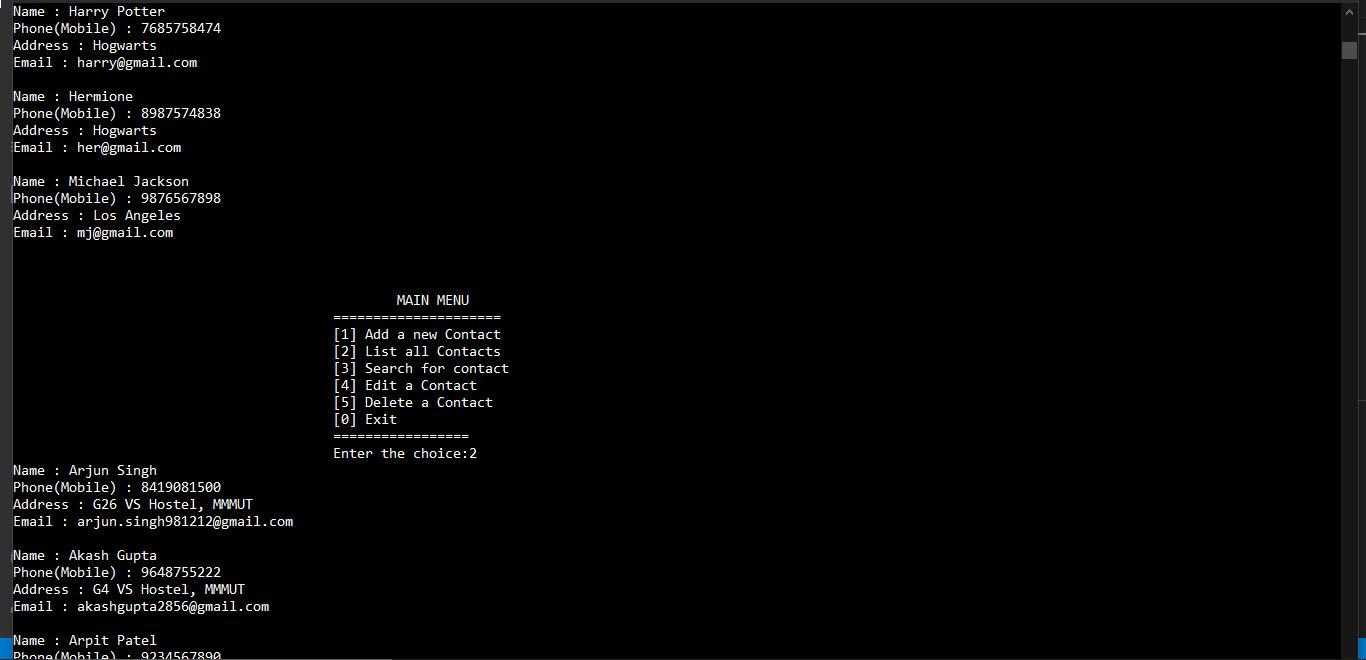 Name : Harry Potter
Phone(Mobile) : 7685758474
Address : Hogwarts
Email : harry@gmail.com
Name : Hermione
Phone(Mobile) : 8987574838
Address : Hogwarts
Email : her@gmail.com
Name : Michael Jackson
Phone(Mobile) : 9876567898
Address : Los Angeles
Email : mj@gmail.com
MAIN MENU
=====================
[1] Add a new Contact
[2] List all Contacts
[3] Search for contact
[4] Edit a Contact
[5] Delete a Contact
[0] Exit
=================
Enter the choice:2
Name : Arjun Singh
Phone(Mobile) : 8419081500
Address : G26 VS Hostel, MMMUT
Email : arjun.singh981212@gmail.com
Name : Akash Gupta
Phone(Mobile) : 9648755222
Address : G4 VS Hostel, MMMUT
Email : akashgupta2856@gmail.com
Name : Arpit Patel
Phone(Mobile) : 9234567890